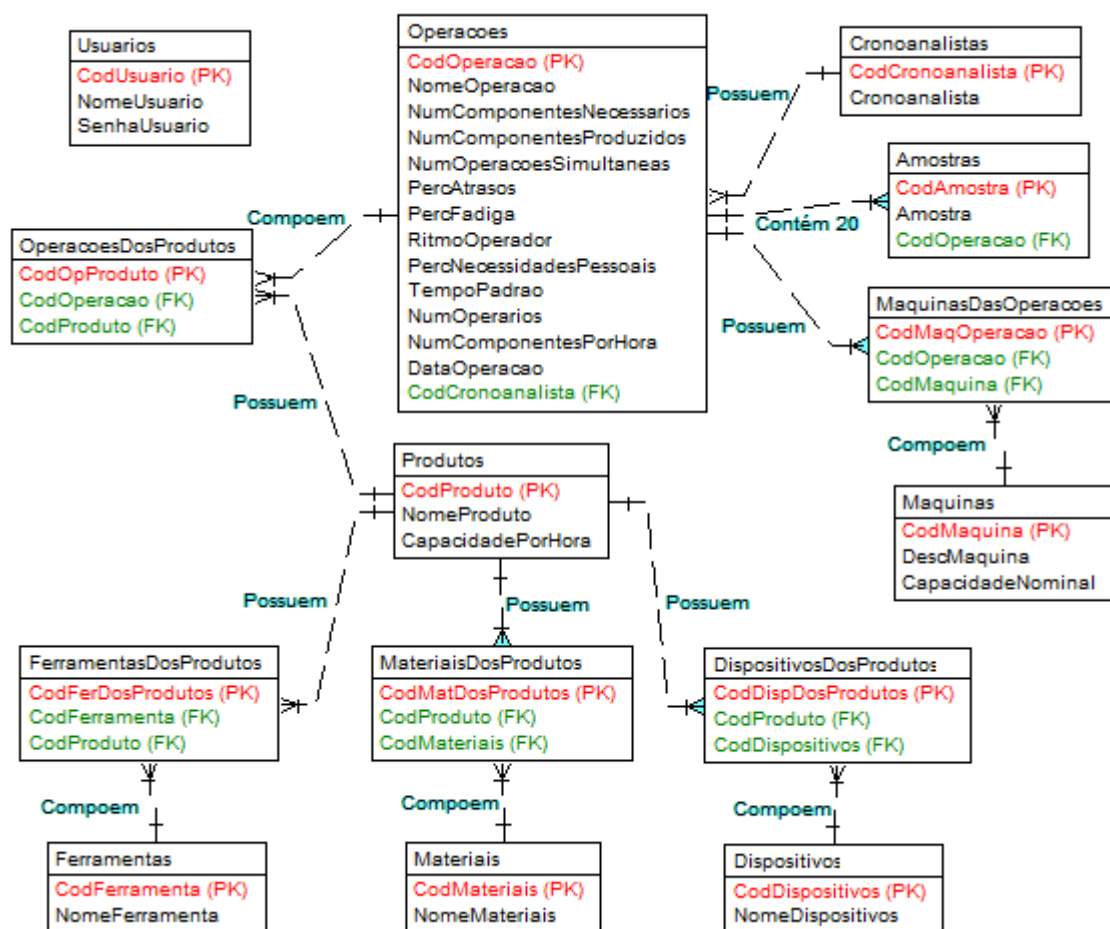 Usuarios
CodUsuario (PK)
NomeUsuario
SenhaUsuario
Operacoes
CodOperacao (PK)
NomeOperacao
NumComponentesNecessarios
NumComponentesProduzidos
NumOperacoesSimultaneas
PercAtrasos
PercFadiga
RitmoOperador
PercNecessidadesPessoais
TempoPadrao
NumOperarios
NumComponentesPorHora
DataOperacao
CodCronoanalista (FK)
Cronoanalistas
CodCronoanalista (PK)
Cronoanalista
Possuem
Amostras
CodAmostra (PK)
Amostra
CodOperacao (FK)
Contém 20
Compoem
OperacoesDosProdutos
CodOpProduto (PK)
CodOperacao (FK)
CodProduto (FK)
MaquinasDasOperacoes
CodMaqOperacao (PK)
CodOperacao (FK)
CodMaquina (FK)
Possuem
Possuem
Compoem
Produtos
CodProduto (PK)
NomeProduto
CapacidadePorHora
Maquinas
CodMaquina (PK)
DescMaquina
CapacidadeNominal
Possuem
Possuem
Possuem
FerramentasDosProdutos
CodFerDosProdutos (PK)
CodFerramenta (FK)
CodProduto (FK)
MateriaisDosProdutos
CodMatDosProdutos (PK)
CodProduto (FK)
CodMateriais (FK)
DispositivosDosProdutos
CodDispDosProdutos (PK)
CodProduto (FK)
CodDispositivos (FK)
Compoem
Compoem
Compoem
Ferramentas
CodFerramenta (PK)
NomeFerramenta
Materiais
CodMateriais (PK)
NomeMateriais
Dispositivos
CodDispositivos (PK)
NomeDispositivos